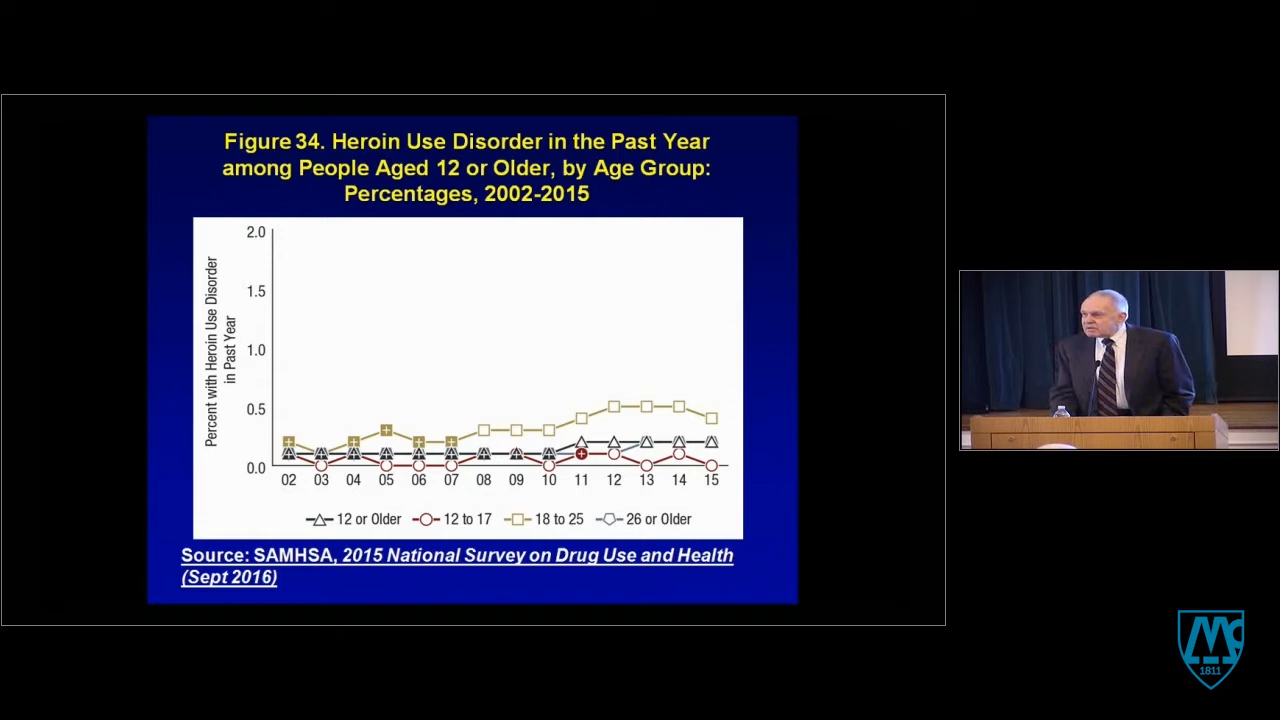 Figure 34. Heroin Use Disorder in the Past Year
among People Aged 12 or Older, by Age Group:
Percentages, 2002-2015
Percent with Heroin Use Disorder
in Past Year
2.0
1.5
1.0
0.5
0.0
02 03 04 05 06 07 08 09 10 11 12 13 14 15
12 or Older 12 to 17 18 to 25 26 or Older
Source: SAMHSA, 2015 National Survey on Drug Use and Health
(Sept 2016)
Mc
1811